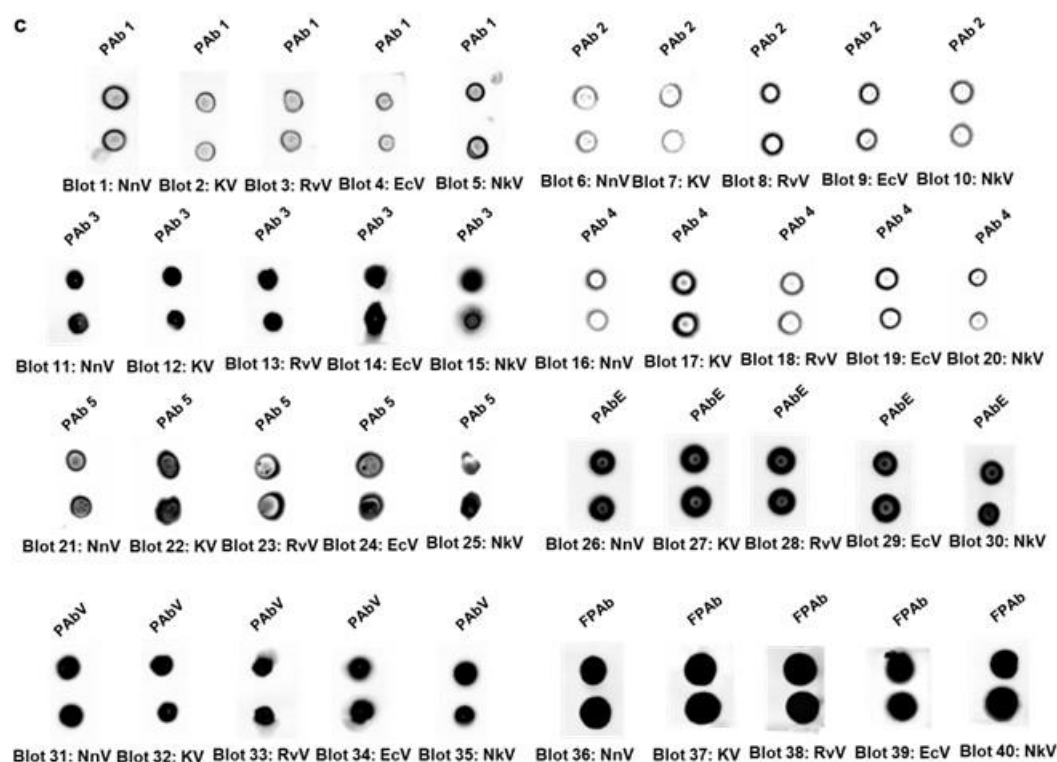 c
PAb 1 PAb 1 PAb 1 PAb 1 PAb 1 PAb 2 PAb 2 PAb 2 PAb 2 PAb 2
Blot 1: NnV Blot 2: KV Blot 3: RvV Blot 4: EcV Blot 5: NkV Blot 6: NnV Blot 7: KV Blot 8: RvV Blot 9: EcV Blot 10: NkV
PAb 3 PAb 3 PAb 3 PAb 3 PAb 3 PAb 4 PAb 4 PAb 4 PAb 4 PAb 4
Blot 11: NnV Blot 12: KV Blot 13: RvV Blot 14: EcV Blot 15: NkV Blot 16: NnV Blot 17: KV Blot 18: RvV Blot 19: EcV Blot 20: NkV
PAb 5 PAb 5 PAb 5 PAb 5 PAb 5 PAbE PAbE PAbE PAbE PAbE
Blot 21: NnV Blot 22: KV Blot 23: RvV Blot 24: EcV Blot 25: NkV Blot 26: NnV Blot 27: KV Blot 28: RvV Blot 29: EcV Blot 30: NkV
PAbV PAbV PAbV PAbV PAbV FPAb FPAb FPAb FPAb FPAb
Blot 31: NnV Blot 32: KV Blot 33: RvV Blot 34: EcV Blot 35: NkV Blot 36: NnV Blot 37: KV Blot 38: RvV Blot 39: EcV Blot 40: NkV